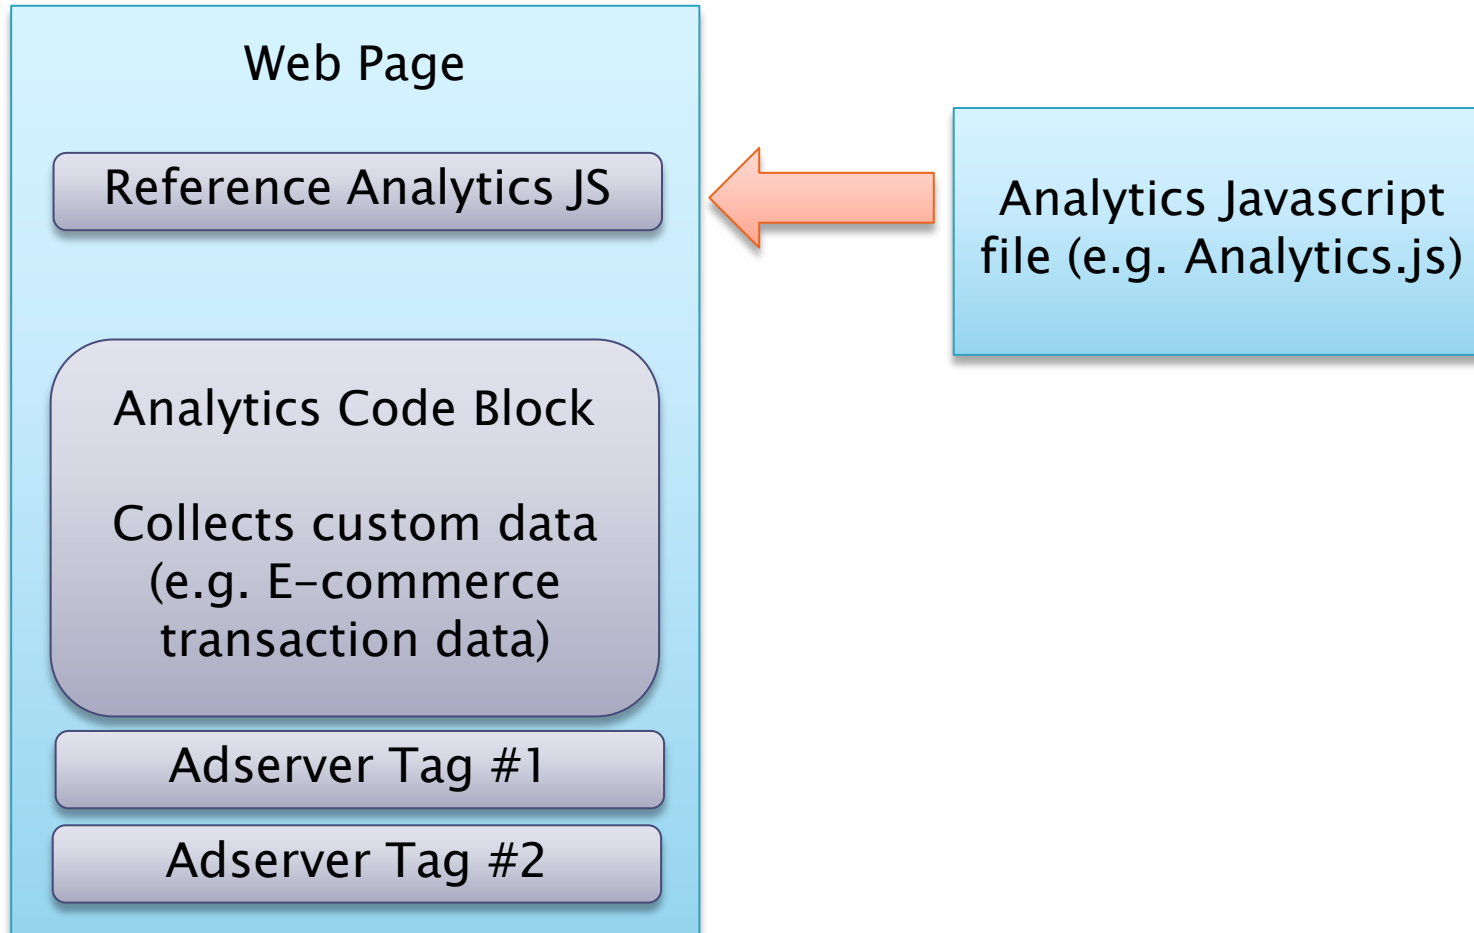 Web Page
Reference Analytics JS
Analytics Code Block
Collects custom data
(e.g. E-commerce
transaction data)
Adserver Tag #1
Adserver Tag #2
Analytics Javascript
file (e.g. Analytics.js)